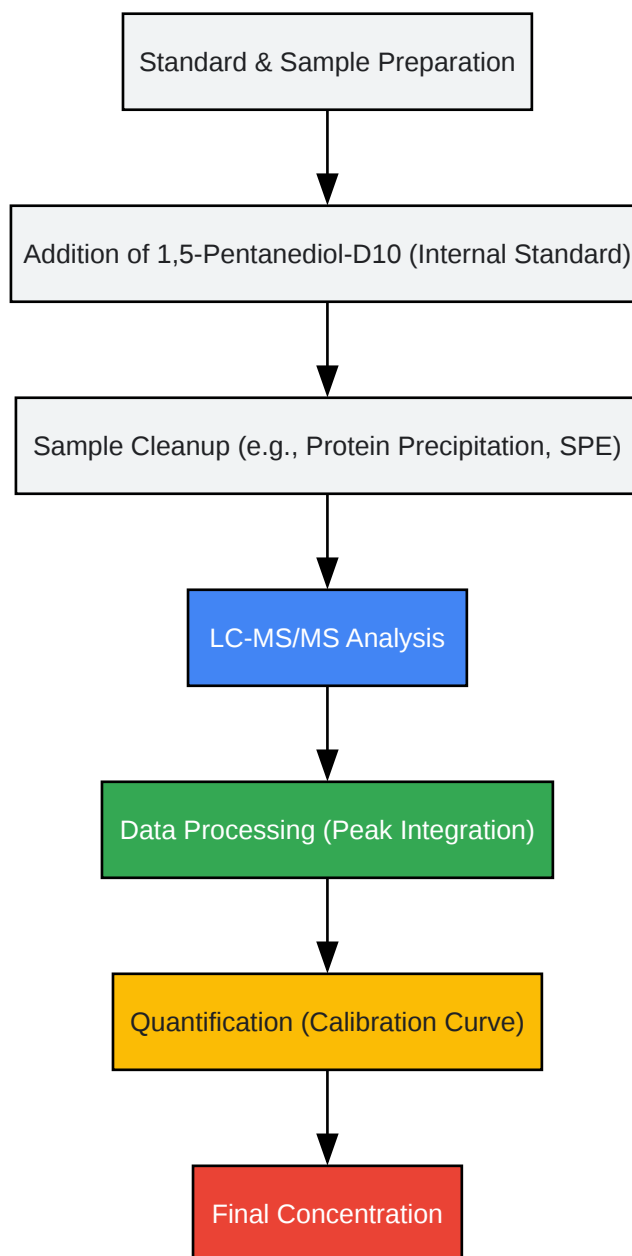 Standard & Sample Preparation
Addition of 1,5-Pentanediol-D10 (Internal Standard)
Sample Cleanup (e.g., Protein Precipitation, SPE)
LC-MS/MS Analysis
Data Processing (Peak Integration)
Quantification (Calibration Curve)
Final Concentration